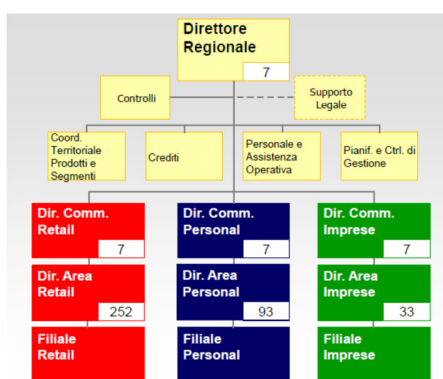 Direttore
Regionale
7
Controlli
Supporto
Legale
Coord.
Territoriale
Prodotti e
Segmenti
Crediti
Personale e
Assistenza
Operativa
Pianif. e Ctrl. di
Gestione
Dir. Comm.
Retail
7
Dir. Comm.
Personal
7
Dir. Comm.
Imprese
7
Dir. Area
Retail
252
Dir. Area
Personal
93
Dir. Area
Imprese
33
Filiale
Retail
Filiale
Personal
Filiale
Imprese